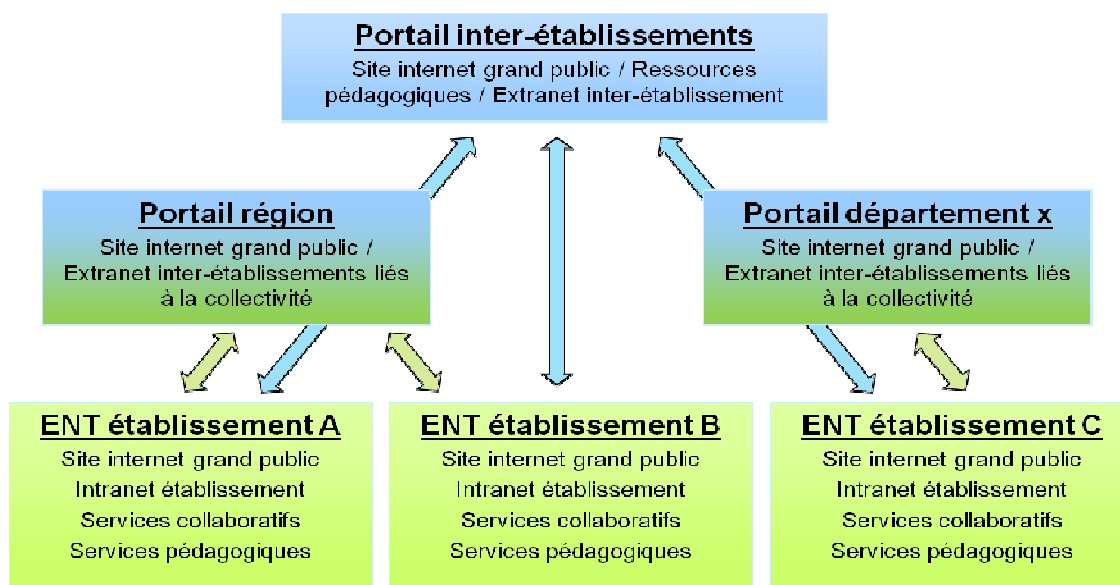 Portail inter-établissements
Site internet grand public / Ressources
pédagogiques / Extranet inter-établissement
Portail région
Site internet grand public /
Extranet inter-établissements liés
à la collectivité
Portail département x
Site internet grand public /
Extranet inter-établissements liés
à la collectivité
ENT établissement A
Site internet grand public
Intranet établissement
Services collaboratifs
Services pédagogiques
ENT établissement B
Site internet grand public
Intranet établissement
Services collaboratifs
Services pédagogiques
ENT établissement C
Site internet grand public
Intranet établissement
Services collaboratifs
Services pédagogiques